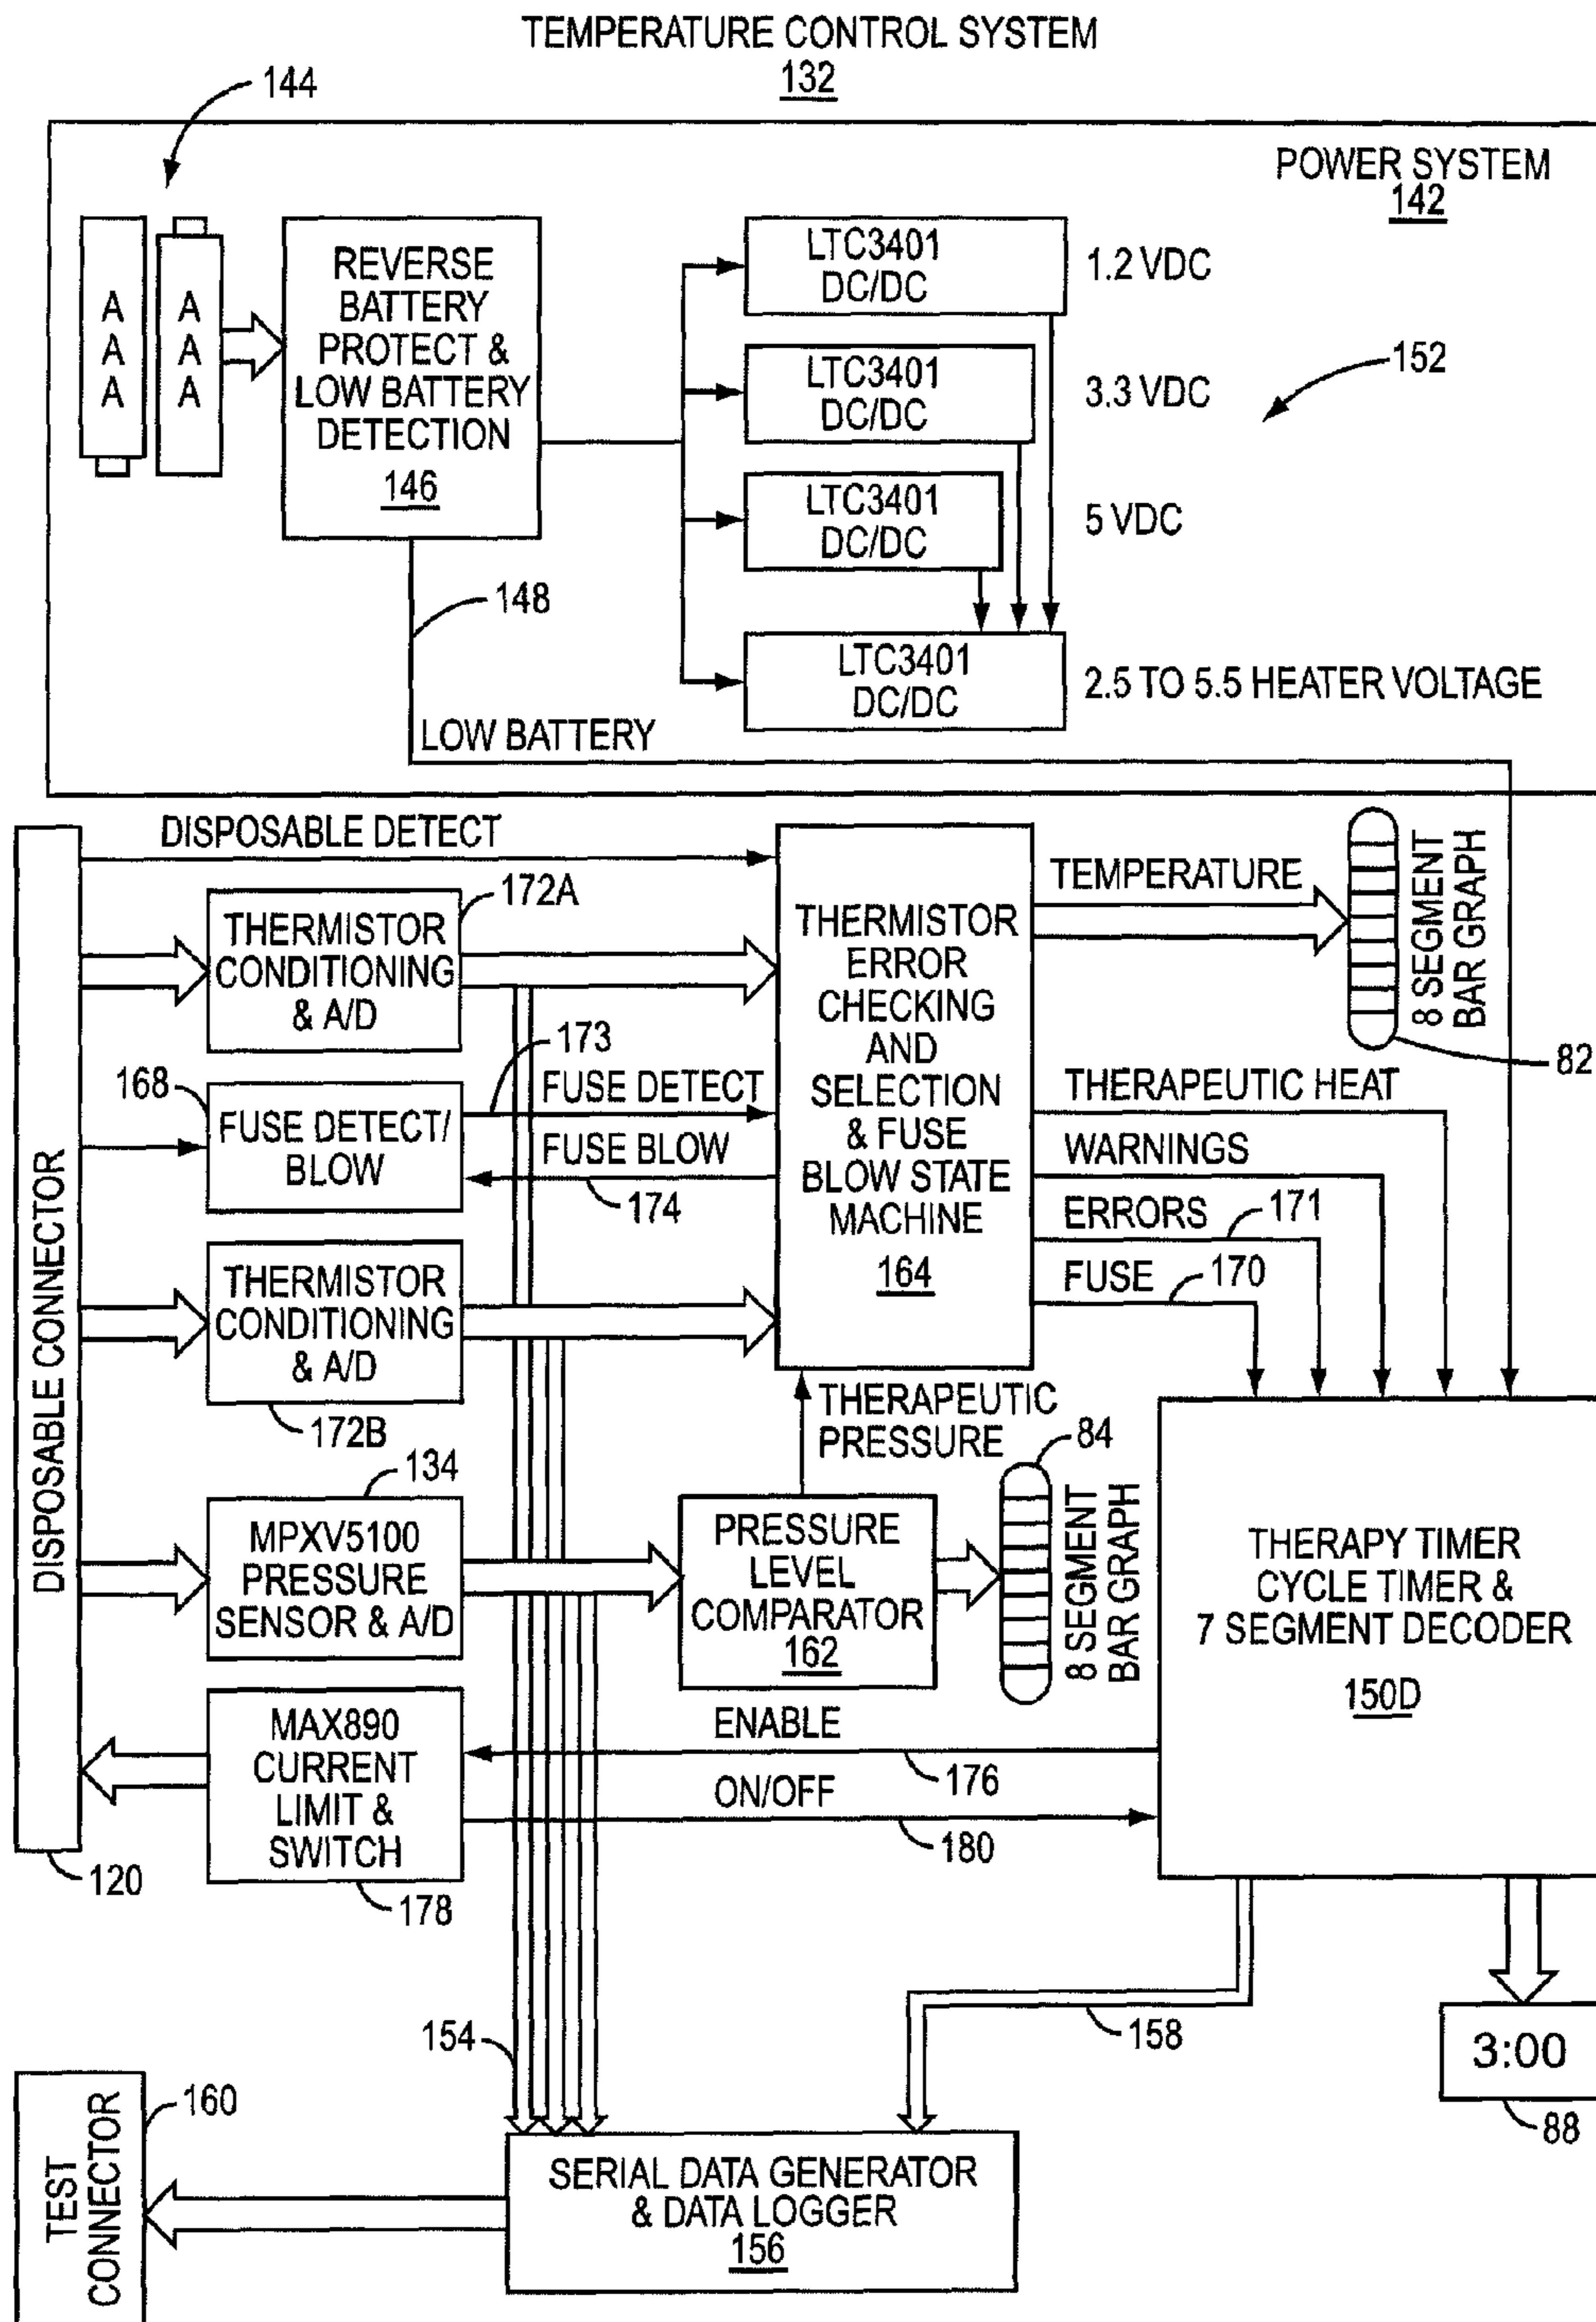 TEMPERATURE CONTROL SYSTEM
132
144
POWER SYSTEM
142
A
A
A
A
A
A
REVERSE
BATTERY
PROTECT &
LOW BATTERY
DETECTION
146
LTC3401
DC/DC
1.2 VDC
LTC3401
DC/DC
3.3 VDC
152
LTC3401
DC/DC
5 VDC
148
LTC3401
DC/DC
2.5 TO 5.5 HEATER VOLTAGE
LOW BATTERY
DISPOSABLE CONNECTOR
120
DISPOSABLE DETECT
172A
THERMISTOR
CONDITIONING
& A/D
173
168
FUSE DETECT/
BLOW
FUSE DETECT
FUSE BLOW
174
THERMISTOR
CONDITIONING
& A/D
172B
THERMISTOR
ERROR
CHECKING
AND
SELECTION
& FUSE
BLOW STATE
MACHINE
164
TEMPERATURE
8 SEGMENT
BAR GRAPH
82
THERAPEUTIC HEAT
WARNINGS
ERRORS
171
FUSE
170
THERAPEUTIC
PRESSURE
134
MPXV5100
PRESSURE
SENSOR & A/D
PRESSURE
LEVEL
COMPARATOR
162
84
8 SEGMENT
BAR GRAPH
THERAPY TIMER
CYCLE TIMER &
7 SEGMENT DECODER
150D
MAX890
CURRENT
LIMIT &
SWITCH
178
ENABLE
176
ON/OFF
180
154
158
3:00
88
160
TEST
CONNECTOR
SERIAL DATA GENERATOR
& DATA LOGGER
156